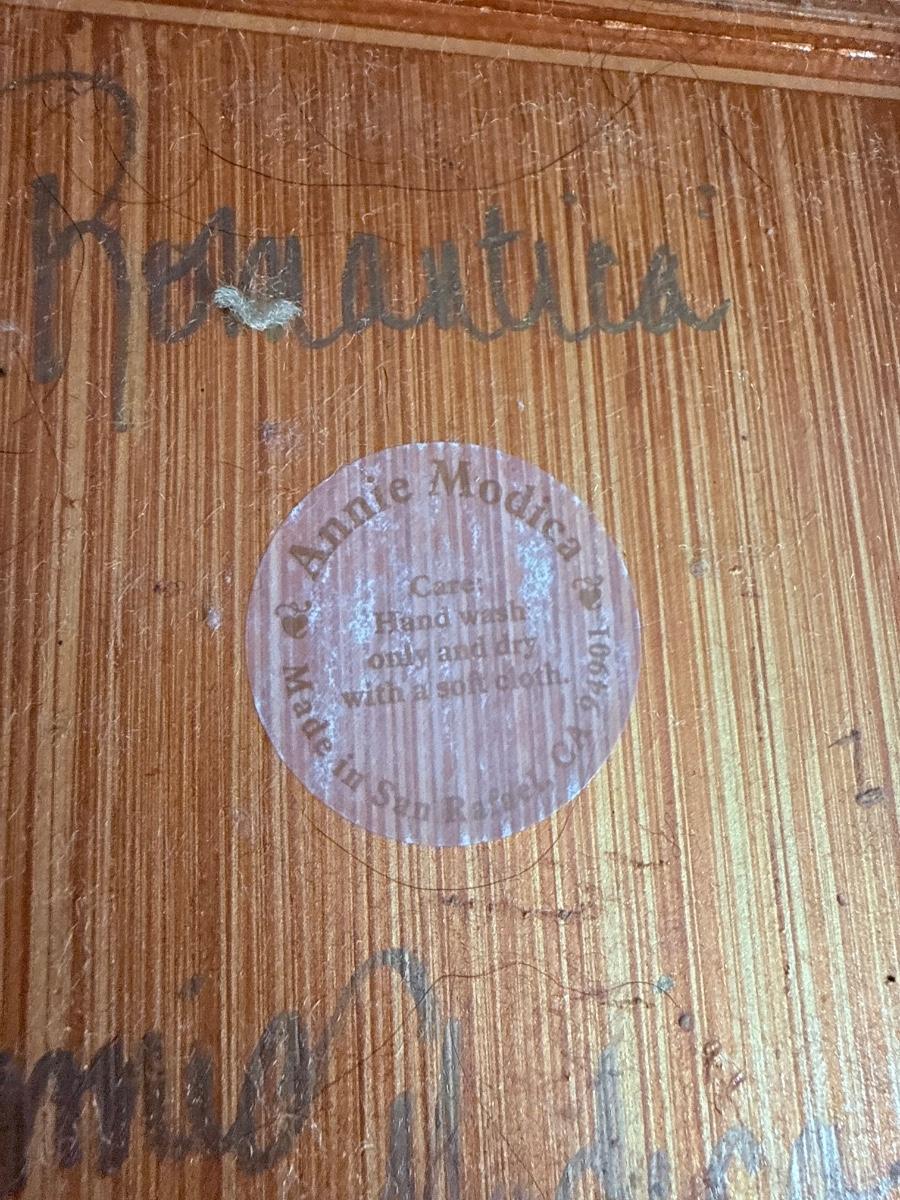 Romantica
Annie Modica
Care:
Hand wash
only and dry
with a soft cloth.
Made in San Rafael, CA 94901